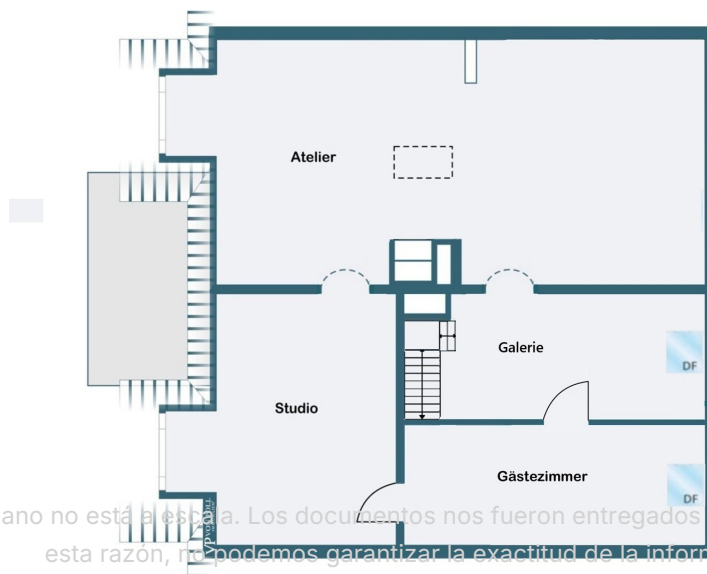 Atelier
Galerie
DF
Studio
Gästezimmer
DF
ano no está a escala. Los documentos nos fueron entregados
esta razón, no podemos garantizar la exactitud de la inform